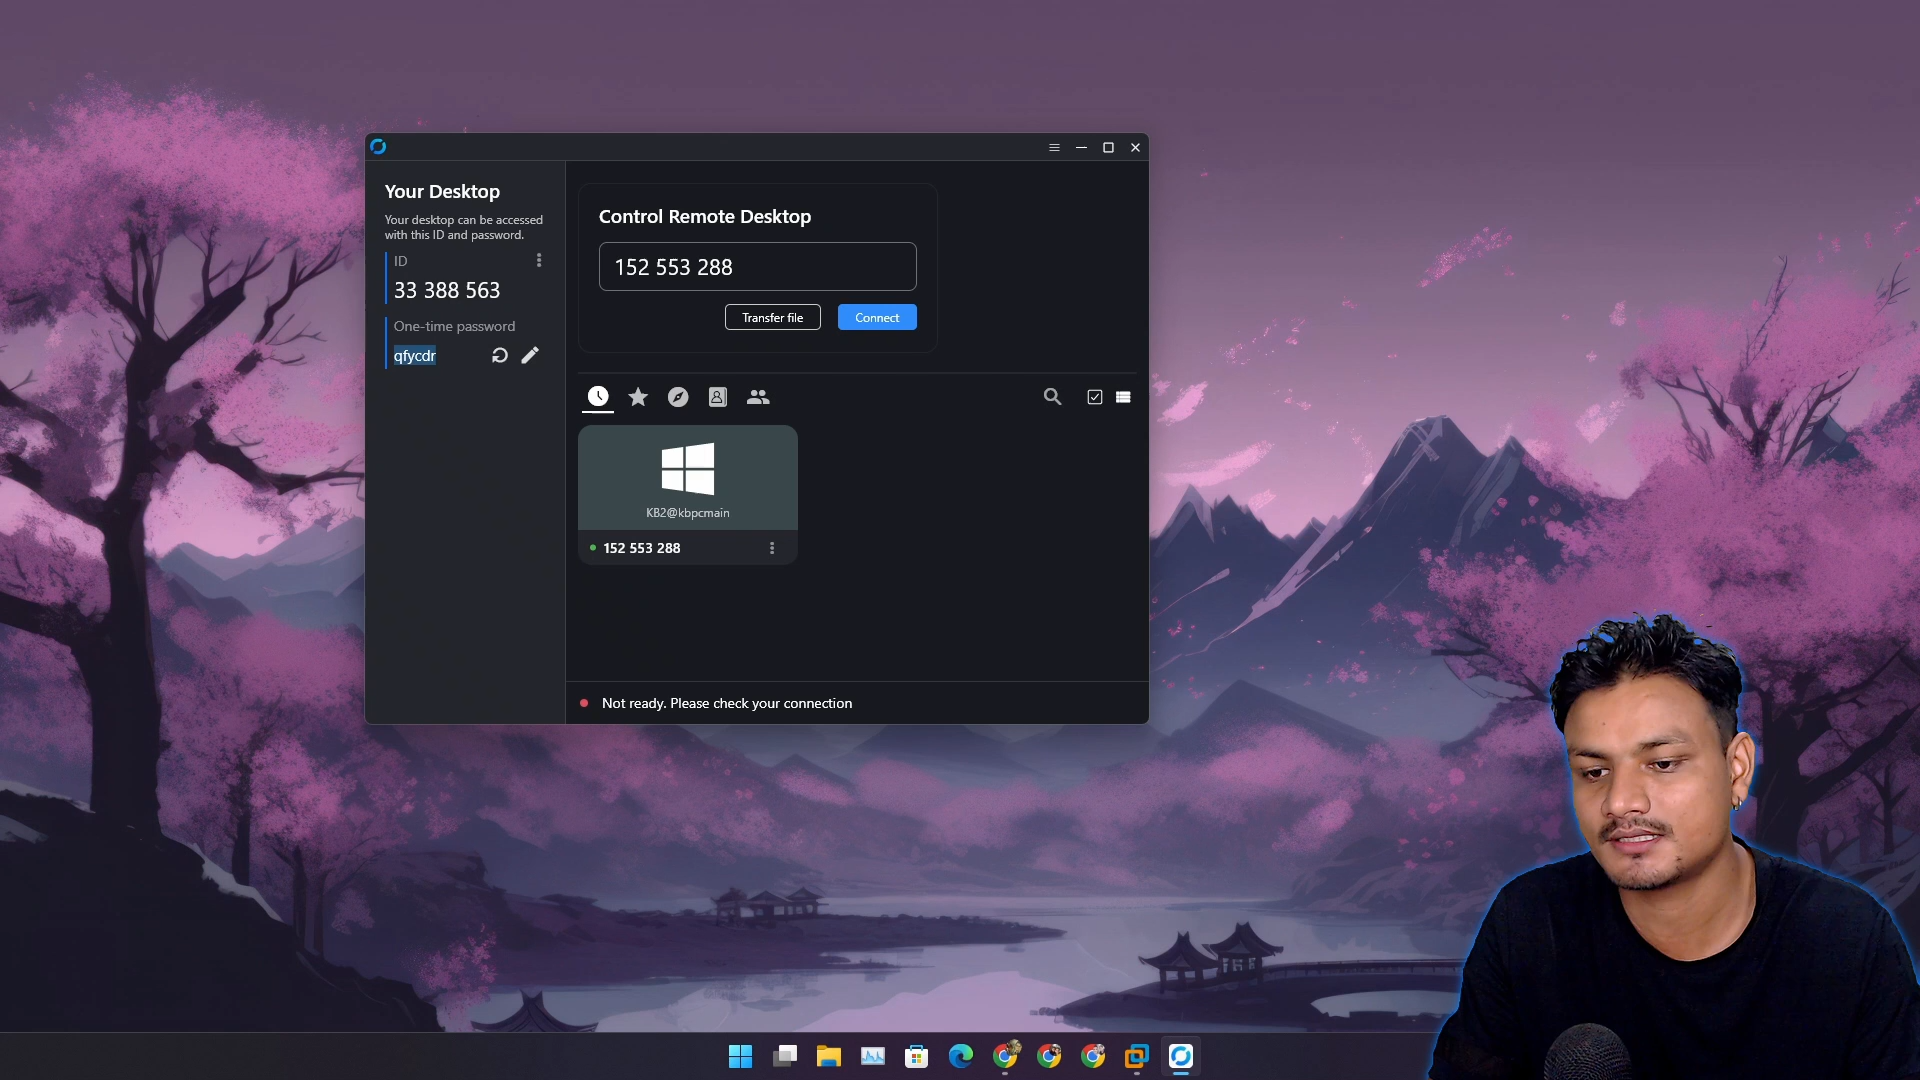 Your Desktop
Your desktop can be accessed
with this ID and password.
ID
33 388 563
One-time password
qfycdr
Control Remote Desktop
152 553 288
Transfer file
Connect
KB2@kbpcmain
152 553 288
Not ready. Please check your connection